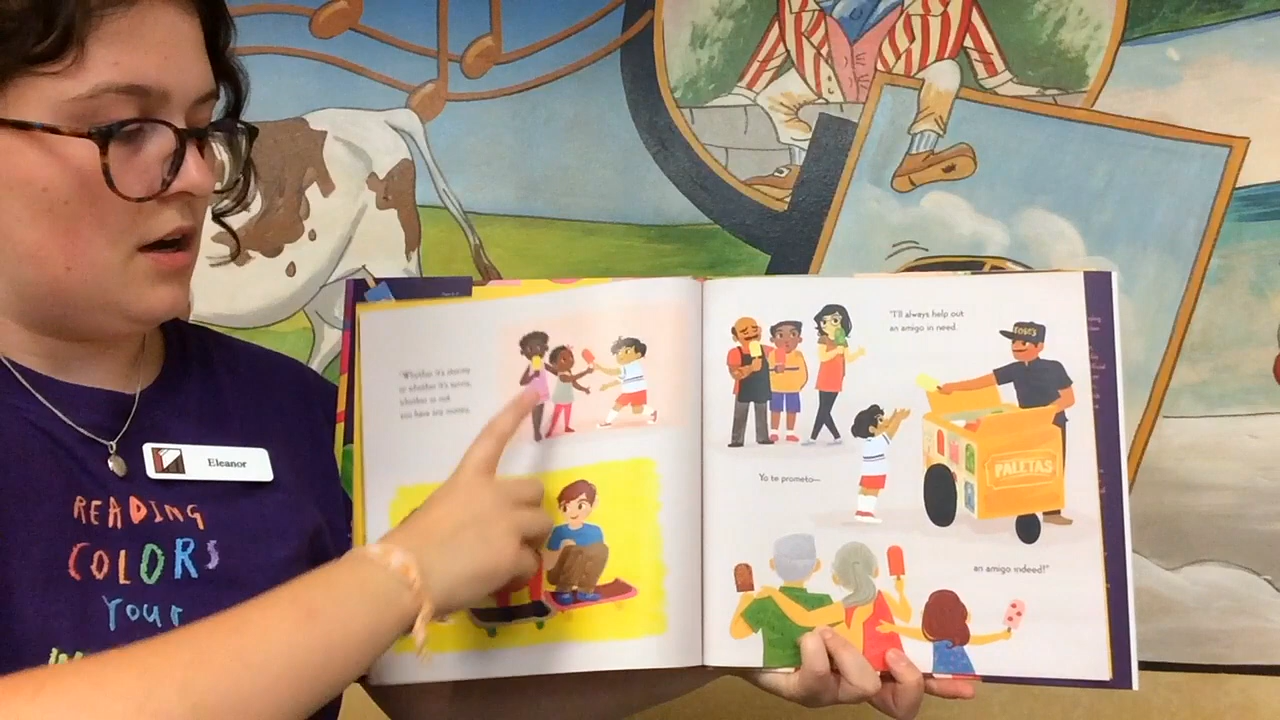 Eleanor
READING
COLORS
Your
"Whether it's stormy
or whether it's sunny,
whether or not
you have any money.
"I'll always help out
an amigo in need.
JOSE'S
PALETAS
Yo te prometo—
an amigo indeed!"